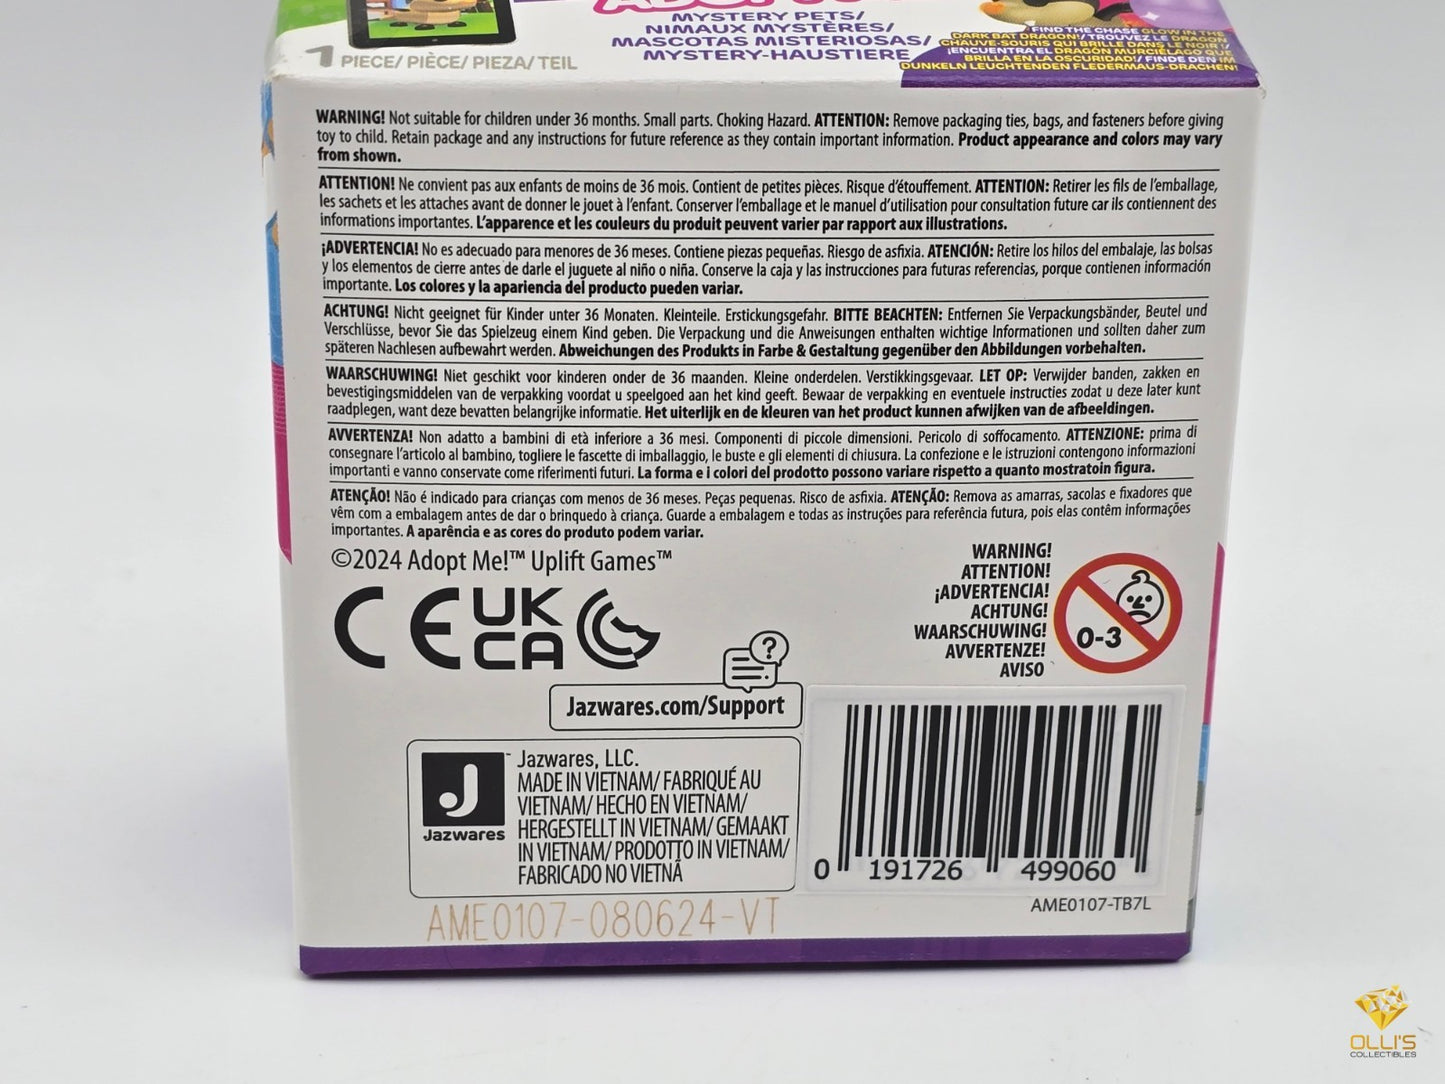 MYSTERY PETS/
NIMAUX MYSTÈRES/
MASCOTAS MISTERIOSAS/
MYSTERY-HAUSTIERE
FIND THE CHASE GLOW IN THE
DARK BAT DRAGON!/ TROUVEZ LE DRAGON
CHAUVE-SOURIS QUI BRILLE DANS LE NOIR!/
¡ENCUENTRA EL DRAGÓN MURCIÉLAGO QUE
BRILLA EN LA OSCURIDAD!/ FINDE DEN IM
DUNKELN LEUCHTENDEN FLEDERMAUS-DRACHEN!
1 PIECE/ PIÈCE/ PIEZA/ TEIL
WARNING! Not suitable for children under 36 months. Small parts. Choking Hazard. ATTENTION: Remove packaging ties, bags, and fasteners before giving
toy to child. Retain package and any instructions for future reference as they contain important information. Product appearance and colors may vary
from shown.
ATTENTION! Ne convient pas aux enfants de moins de 36 mois. Contient de petites pièces. Risque d'étouffement. ATTENTION: Retirer les fils de l'emballage,
les sachets et les attaches avant de donner le jouet à l'enfant. Conserver l'emballage et le manuel d'utilisation pour consultation future car ils contiennent des
informations importantes. L'apparence et les couleurs du produit peuvent varier par rapport aux illustrations.
¡ADVERTENCIA! No es adecuado para menores de 36 meses. Contiene piezas pequeñas. Riesgo de asfixia. ATENCIÓN: Retire los hilos del embalaje, las bolsas
y los elementos de cierre antes de darle el juguete al niño o niña. Conserve la caja y las instrucciones para futuras referencias, porque contienen información
importante. Los colores y la apariencia del producto pueden variar.
ACHTUNG! Nicht geeignet für Kinder unter 36 Monaten. Kleinteile. Erstickungsgefahr. BITTE BEACHTEN: Entfernen Sie Verpackungsbänder, Beutel und
Verschlüsse, bevor Sie das Spielzeug einem Kind geben. Die Verpackung und die Anweisungen enthalten wichtige Informationen und sollten daher zum
späteren Nachlesen aufbewahrt werden. Abweichungen des Produkts in Farbe & Gestaltung gegenüber den Abbildungen vorbehalten.
WAARSCHUWING! Niet geschikt voor kinderen onder de 36 maanden. Kleine onderdelen. Verstikkingsgevaar. LET OP: Verwijder banden, zakken en
bevestigingsmiddelen van de verpakking voordat u speelgoed aan het kind geeft. Bewaar de verpakking en eventuele instructies zodat u deze later kunt
raadplegen, want deze bevatten belangrijke informatie. Het uiterlijk en de kleuren van het product kunnen afwijken van de afbeeldingen.
AVVERTENZA! Non adatto a bambini di età inferiore a 36 mesi. Componenti di piccole dimensioni. Pericolo di soffocamento. ATTENZIONE: prima di
consegnare l'articolo al bambino, togliere le fascette di imballaggio, le buste e gli elementi di chiusura. La confezione e le istruzioni contengono informazioni
importanti e vanno conservate come riferimenti futuri. La forma e i colori del prodotto possono variare rispetto a quanto mostratoin figura.
ATENÇÃO! Não é indicado para crianças com menos de 36 meses. Peças pequenas. Risco de asfixia. ATENÇÃO: Remova as amarras, sacolas e fixadores que
vêm com a embalagem antes de dar o brinquedo à criança. Guarde a embalagem e todas as instruções para referência futura, pois elas contêm informações
importantes. A aparência e as cores do produto podem variar.
©2024 Adopt Me!™ Uplift Games™
CE UK
CA
WARNING!
ATTENTION!
¡ADVERTENCIA!
ACHTUNG!
WAARSCHUWING!
AVVERTENZE!
AVISO
0-3
?
Jazwares.com/Support
J
Jazwares
Jazwares, LLC.
MADE IN VIETNAM/ FABRIQUÉ AU
VIETNAM/ HECHO EN VIETNAM/
HERGESTELLT IN VIETNAM/ GEMAAKT
IN VIETNAM/ PRODOTTO IN VIETNAM/
FABRICADO NO VIETNÃ
0 191726 499060
AME0107-TB7L
AME0107-080624-VT
OLLI'S
COLLECTIBLES